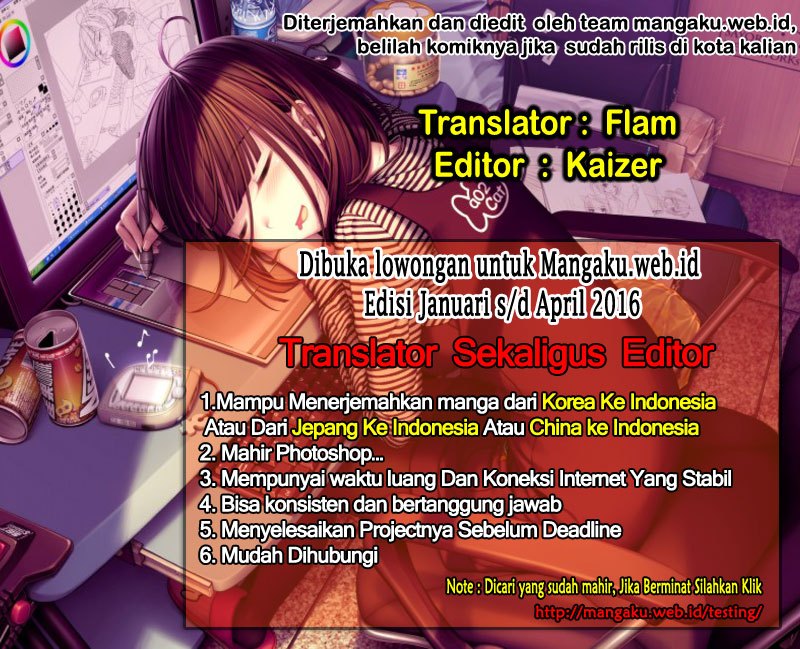 Diterjemahkan dan diedit oleh team mangaku.web.id,
belilah komiknya jika sudah rilis di kota kalian
Translator : Flam
Editor : Kaizer
Dibuka lowongan untuk Mangaku.web.id
Edisi Januari s/d April 2016
Translator Sekaligus Editor
1.Mampu Menerjemahkan manga dari Korea Ke Indonesia
Atau Dari Jepang Ke Indonesia Atau China ke Indonesia
2. Mahir Photoshop...
3. Mempunyai waktu luang Dan Koneksi Internet Yang Stabil
4. Bisa konsisten dan bertanggung jawab
5. Menyelesaikan Projectnya Sebelum Deadline
6. Mudah Dihubungi
Note : Dicari yang sudah mahir, Jika Berminat Silahkan Klik
http://mangaku.web.id/testing/